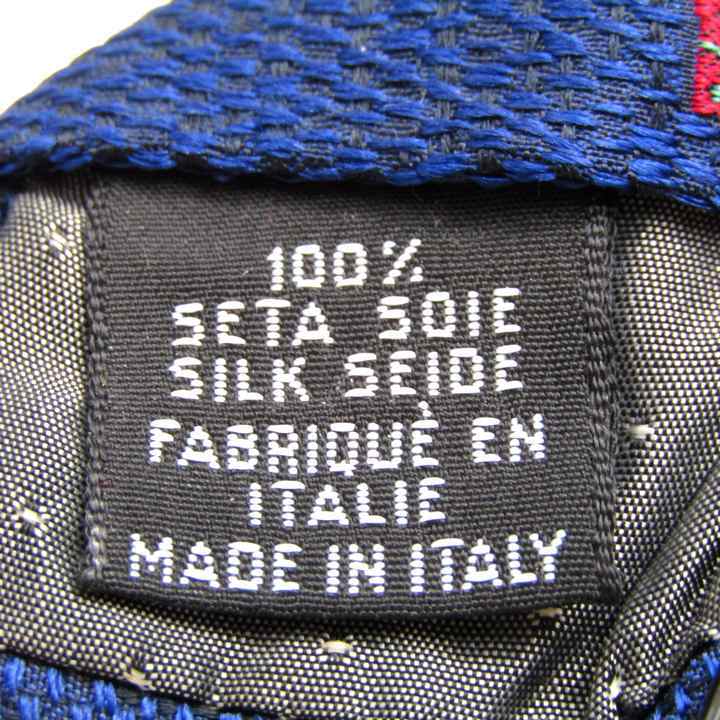 100%
SETA SOIE
SILK SEIDE
FABRIQUÉ EN
ITALIE
MADE IN ITALY